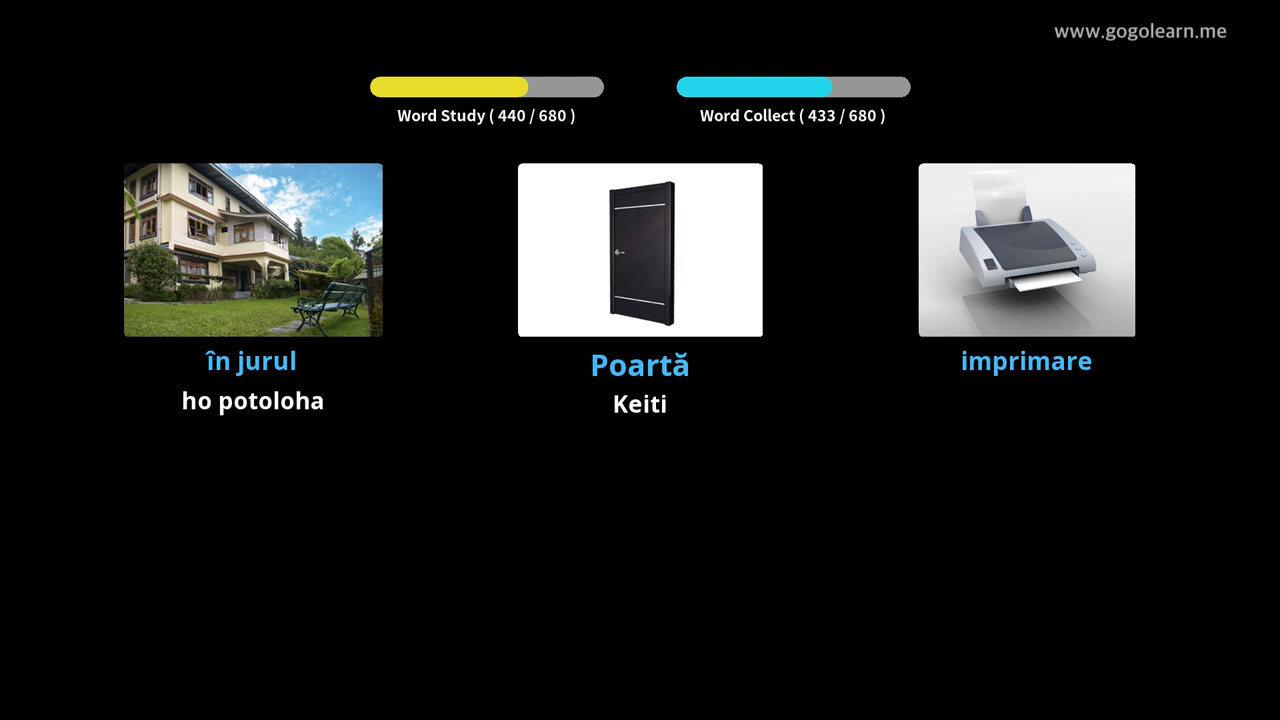 www.gogolearn.me
Word Study ( 440 / 680 )
Word Collect ( 433 / 680 )
în jurul
ho potoloha
Poartă
Keiti
imprimare